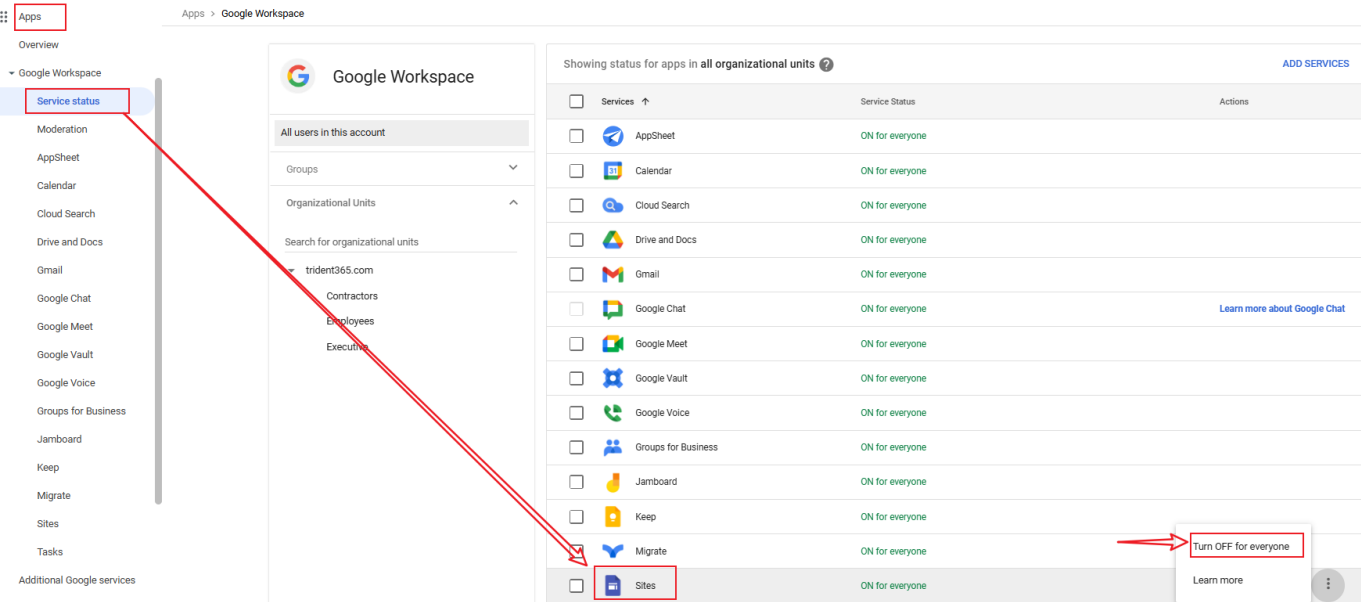 Apps
Overview
Google Workspace
Service status
Moderation
AppSheet
Calendar
Cloud Search
Drive and Docs
Gmail
Google Chat
Google Meet
Google Vault
Google Voice
Groups for Business
Jamboard
Keep
Migrate
Sites
Tasks
Additional Google services
Apps > Google Workspace
Google Workspace
All users in this account
Groups
Organizational Units
Search for organizational units
trident365.com
Contractors
Employees
Executive
Showing status for apps in all organizational units ?
ADD SERVICES
Services Service Status Actions
AppSheet ON for everyone
31 Calendar ON for everyone
Cloud Search ON for everyone
Drive and Docs ON for everyone
Gmail ON for everyone
Google Chat ON for everyone Learn more about Google Chat
Google Meet ON for everyone
Google Vault ON for everyone
Google Voice ON for everyone
Groups for Business ON for everyone
Jamboard ON for everyone
Keep ON for everyone
Migrate ON for everyone
Sites ON for everyone
Turn OFF for everyone
Learn more